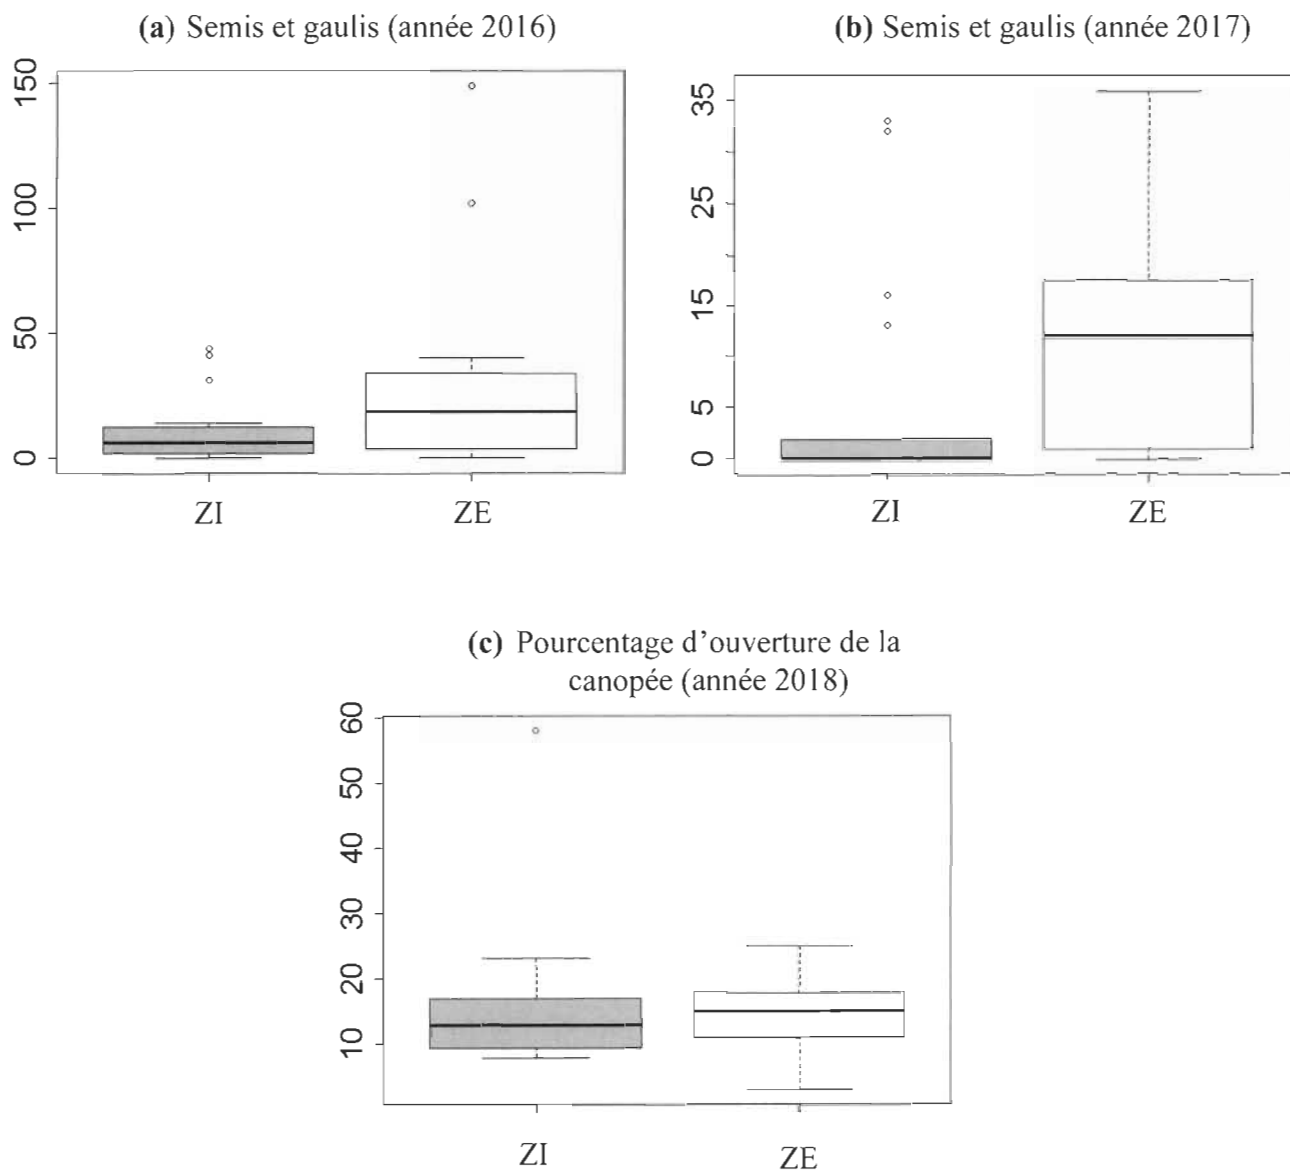 (a) Semis et gaulis (année 2016)
150
100
50
0
ZI ZE
(b) Semis et gaulis (année 2017)
35
25
15
5
0
ZI ZE
(c) Pourcentage d'ouverture de la
canopée (année 2018)
60
50
40
30
20
10
ZI ZE